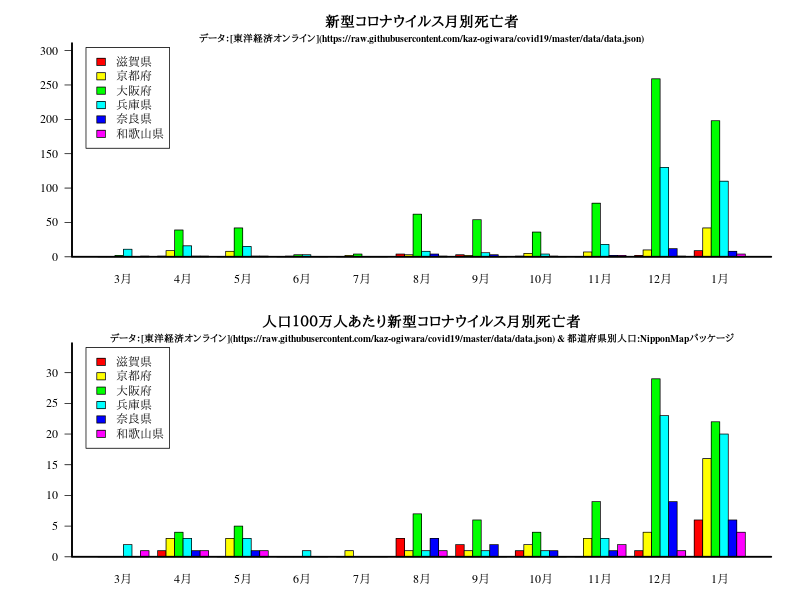 新型コロナウイルス月別死亡者
データ:[東洋経済オンライン](https://raw.githubusercontent.com/kaz-ogiwara/covid19/master/data/data.json)
滋賀県
京都府
大阪府
兵庫県
奈良県
和歌山県
300
250
200
150
100
50
0
3月 4月 5月 6月 7月 8月 9月 10月 11月 12月 1月
人口100万人あたり新型コロナウイルス月別死亡者
データ:[東洋経済オンライン](https://raw.githubusercontent.com/kaz-ogiwara/covid19/master/data/data.json) & 都道府県別人口:NipponMapパッケージ
滋賀県
京都府
大阪府
兵庫県
奈良県
和歌山県
30
25
20
15
10
5
0
3月 4月 5月 6月 7月 8月 9月 10月 11月 12月 1月